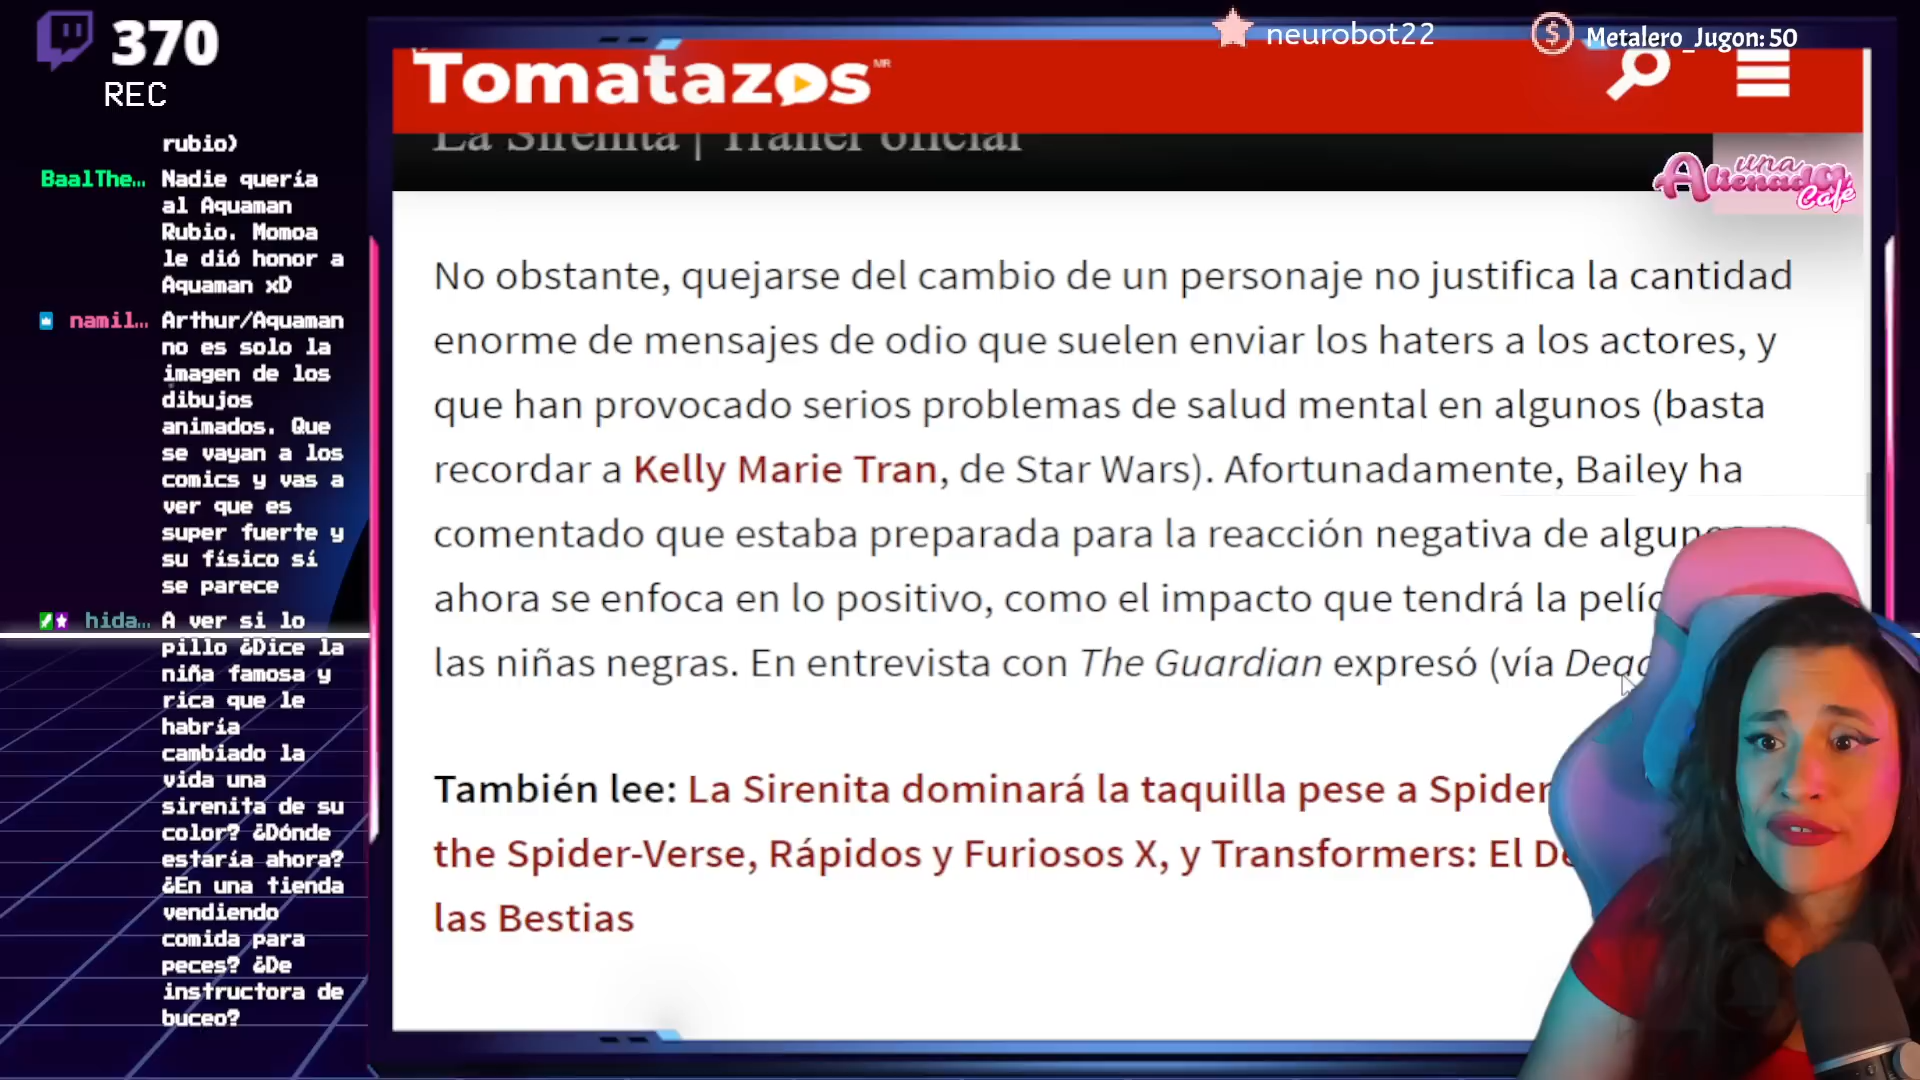 370
REC
neurobot22
Metalero_Jugon: 50
rubio)
BaalThe… Nadie quería
al Aquaman
Rubio. Momoa
le dió honor a
Aquaman xD
namil… Arthur/Aquaman
no es solo la
imagen de los
dibujos
animados. Que
se vayan a los
comics y vas a
ver que es
super fuerte y
su físico sí
se parece
hida… A ver si lo
pillo ¿Dice la
niña famosa y
rica que le
habría
cambiado la
vida una
sirenita de su
color? ¿Dónde
estaría ahora?
¿En una tienda
vendiendo
comida para
peces? ¿De
instructora de
buceo?
Tomatazos MR
La Sirenita | Tráiler oficial
una
Alienada
Café
No obstante, quejarse del cambio de un personaje no justifica la cantidad
enorme de mensajes de odio que suelen enviar los haters a los actores, y
que han provocado serios problemas de salud mental en algunos (basta
recordar a Kelly Marie Tran, de Star Wars). Afortunadamente, Bailey ha
comentado que estaba preparada para la reacción negativa de
ahora se enfoca en lo positivo, como el impacto que tendrá la
las niñas negras. En entrevista con The Guardian expresó (vía
También lee: La Sirenita dominará la taquilla pese a Spider
the Spider-Verse, Rápidos y Furiosos X, y Transformers: El
las Bestias